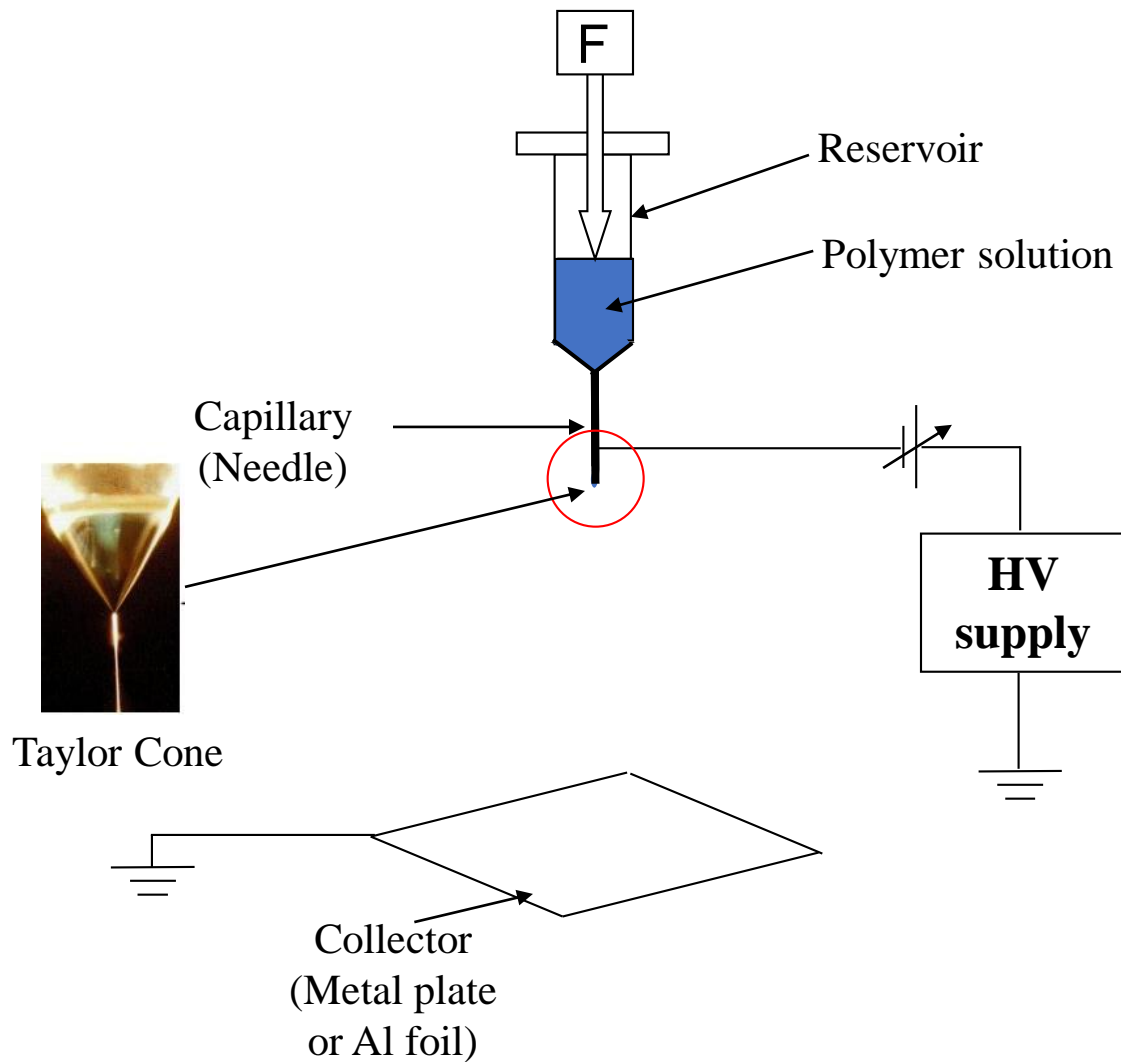 F
Reservoir
Polymer solution
Capillary
(Needle)
HV
supply
Taylor Cone
Collector
(Metal plate
or Al foil)